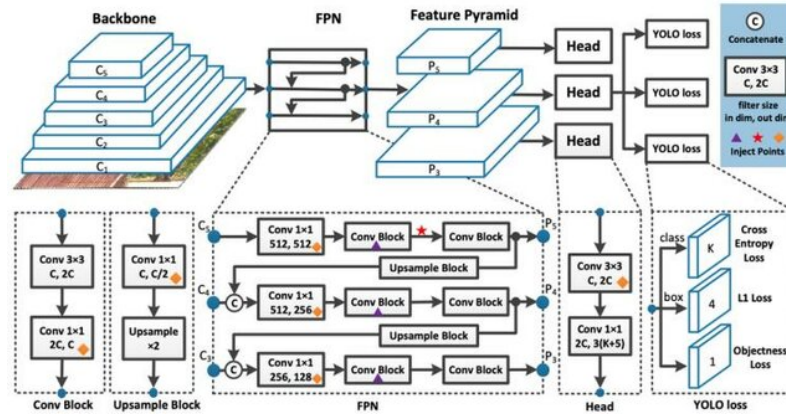 Backbone
FPN
Feature Pyramid
C5
C4
C3
C2
C1
P5
P4
P3
Head
Head
Head
YOLO loss
YOLO loss
YOLO loss
C
Concatenate
Conv 3×3
C, 2C
filter size
in dim, out dim
Inject Points
Conv 3×3
C, 2C
Conv 1×1
2C, C
Conv Block
Conv 1×1
C, C/2
Upsample
×2
Upsample Block
C5
Conv 1×1
512, 512
Conv Block
Conv Block
P5
Upsample Block
C4
C
Conv 1×1
512, 256
Conv Block
Conv Block
P4
Upsample Block
C3
C
Conv 1×1
256, 128
Conv Block
Conv Block
P3
FPN
Conv 3×3
C, 2C
Conv 1×1
2C, 3(K+5)
Head
class
K
Cross
Entropy
Loss
box
4
L1 Loss
1
Objectness
Loss
YOLO loss